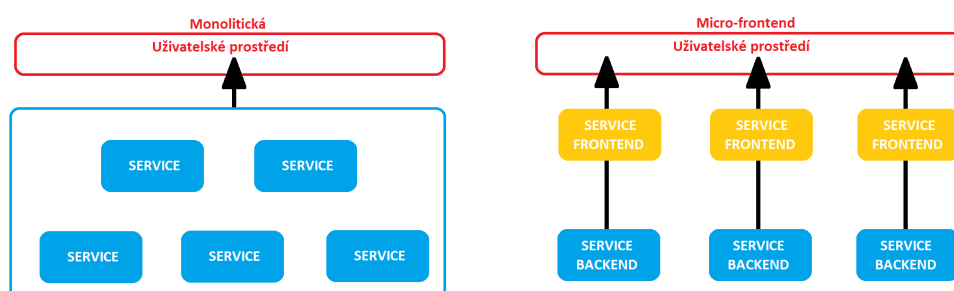 Monolitická
Uživatelské prostředí
SERVICE
SERVICE
SERVICE
SERVICE
SERVICE
Micro-frontend
Uživatelské prostředí
SERVICE
FRONTEND
SERVICE
FRONTEND
SERVICE
FRONTEND
SERVICE
BACKEND
SERVICE
BACKEND
SERVICE
BACKEND